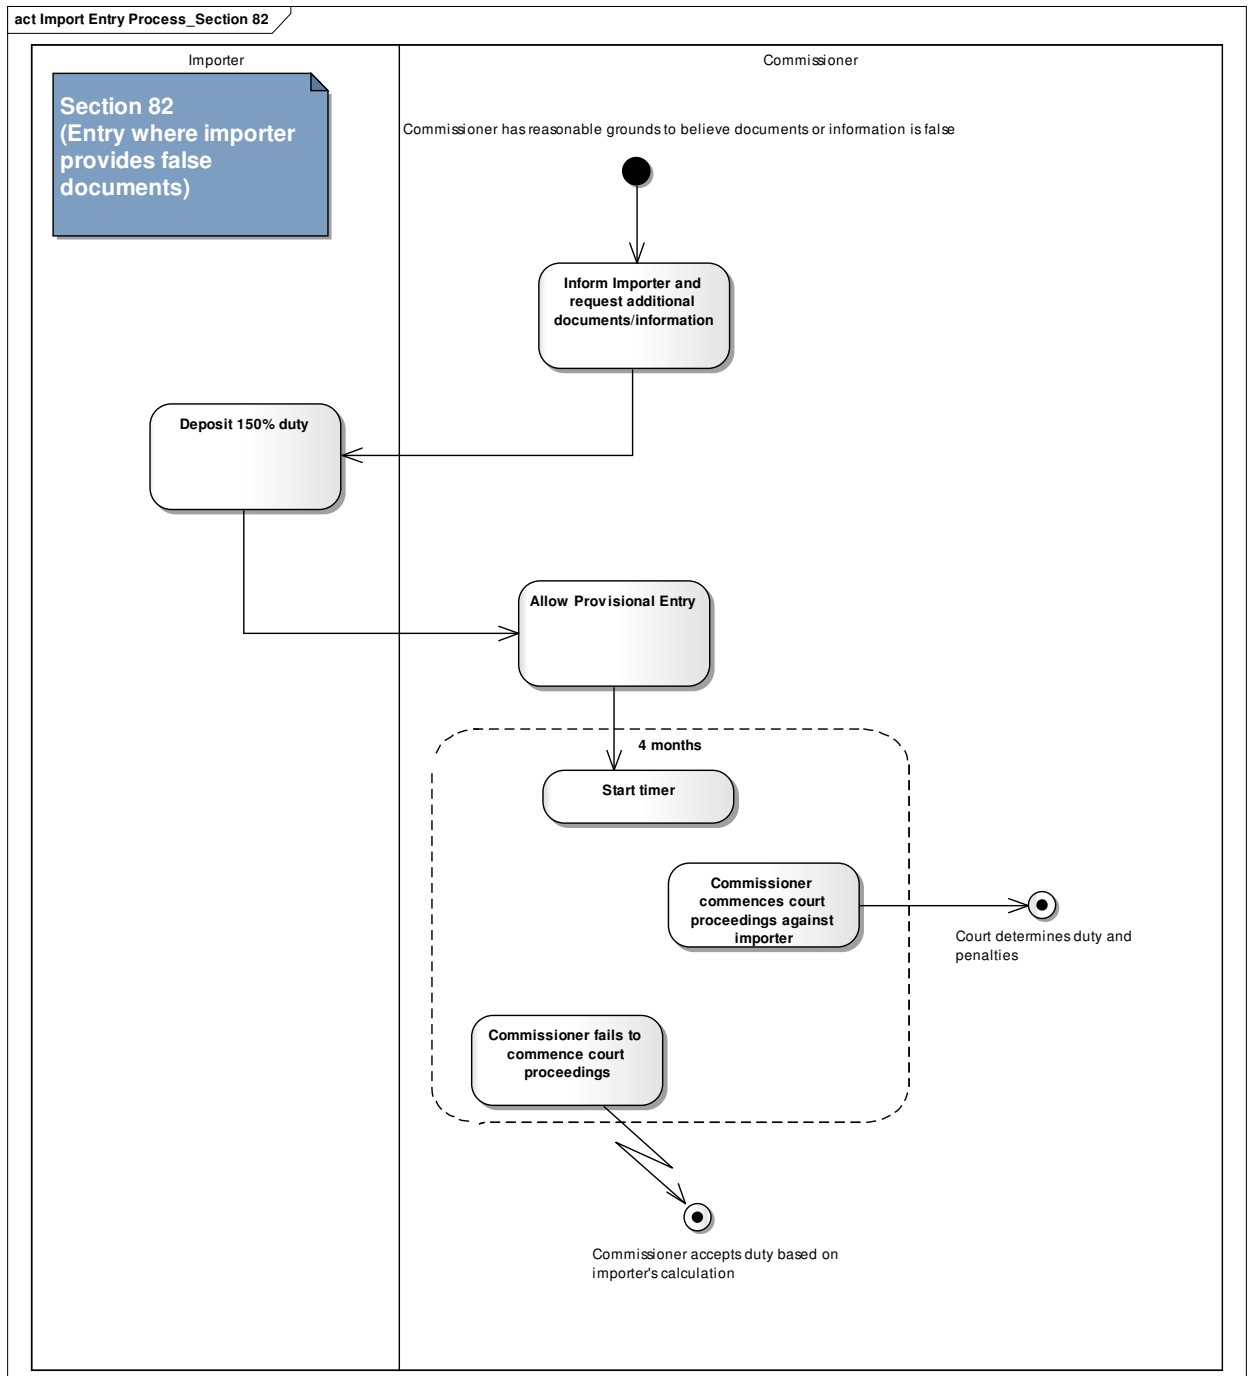 act Import Entry Process_Section 82
Importer
Commissioner
Section 82
(Entry where importer
provides false
documents)
Commissioner has reasonable grounds to believe documents or information is false
Inform Importer and
request additional
documents/information
Deposit 150% duty
Allow Provisional Entry
4 months
Start timer
Commissioner
commences court
proceedings against
importer
Court determines duty and
penalties
Commissioner fails to
commence court
proceedings
Commissioner accepts duty based on
importer's calculation